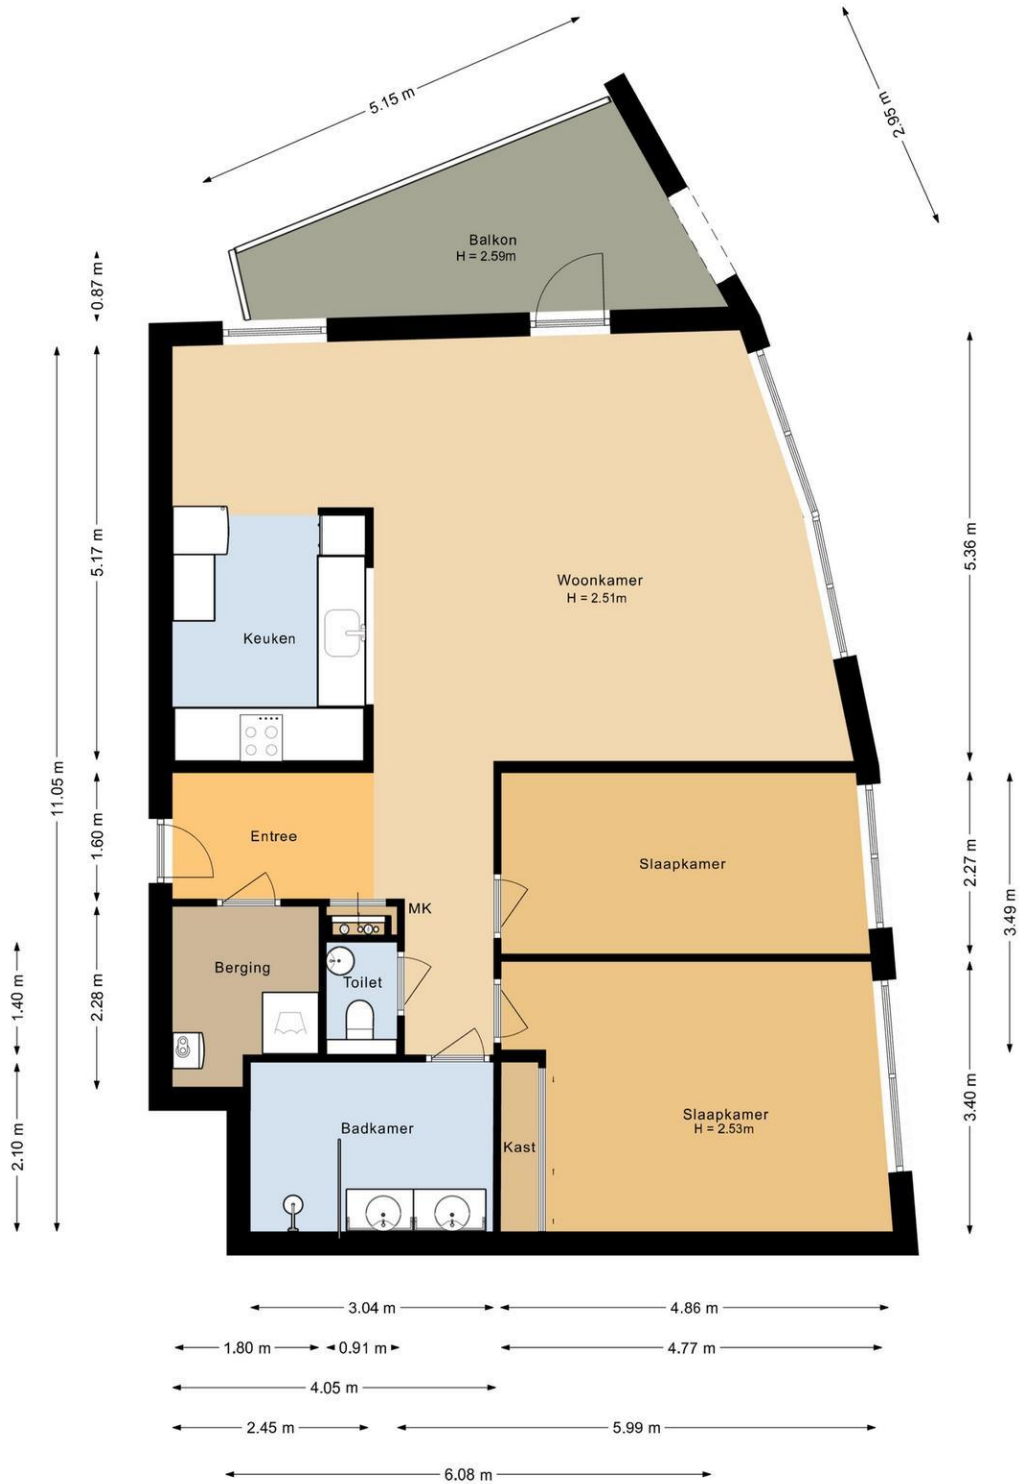 5.15 m
2.95 m
Balkon
H = 2.59m
0.87 m
5.17 m
5.36 m
Woonkamer
H = 2.51m
Keuken
11.05 m
1.60 m
Entree
Slaapkamer
2.27 m
3.49 m
MK
Berging
Toilet
1.40 m
2.28 m
Badkamer
Kast
Slaapkamer
H = 2.53m
3.40 m
2.10 m
3.04 m
4.86 m
1.80 m
0.91 m
4.77 m
4.05 m
2.45 m
5.99 m
6.08 m